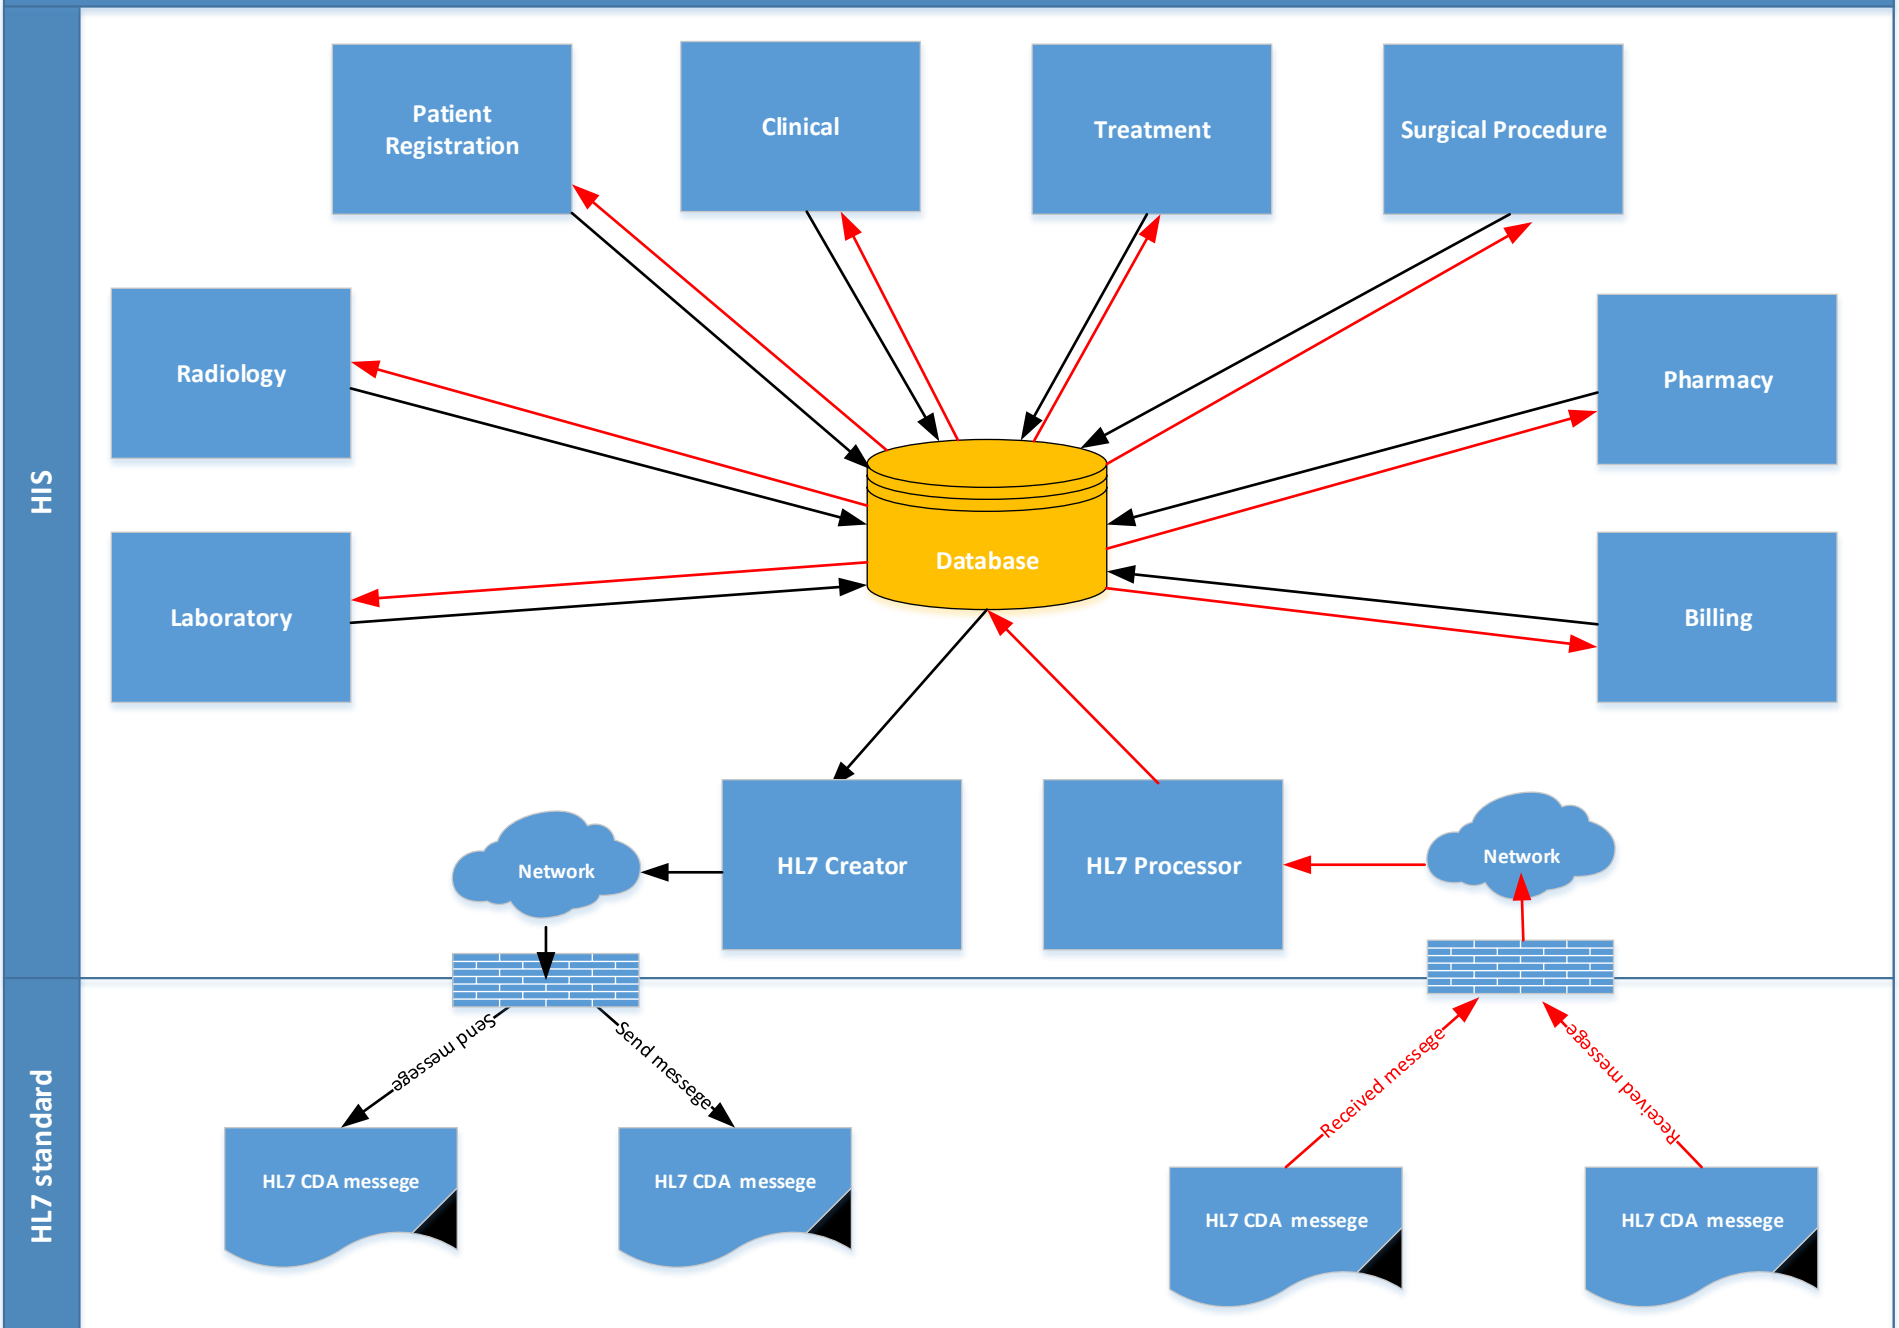 HIS
Patient
Registration
Clinical
Treatment
Surgical Procedure
Radiology
Pharmacy
Database
Laboratory
Billing
Network
HL7 Creator
HL7 Processor
Network
HL7 standard
Send messege
Send messege
Received messege
Received messege
HL7 CDA messege
HL7 CDA  messege
HL7 CDA  messege
HL7 CDA  messege